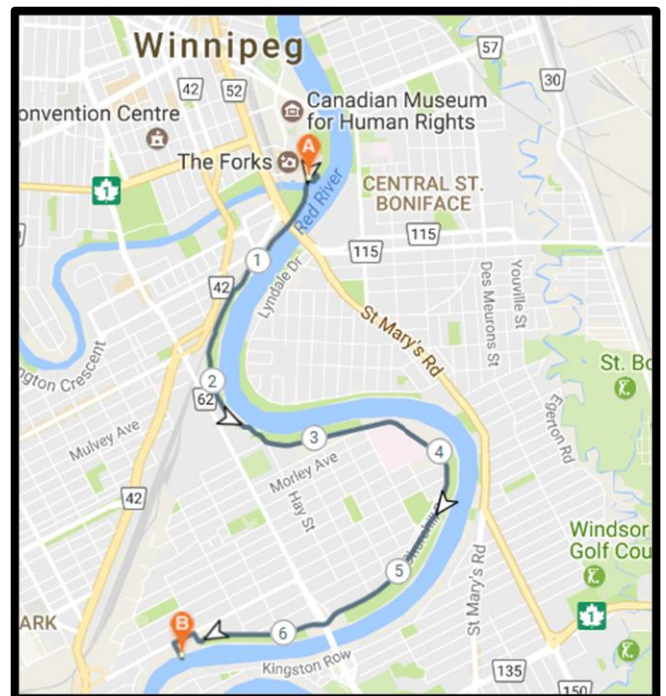 Winnipeg
57
42
52
30
onvention Centre
Canadian Museum
for Human Rights
A
The Forks
1
Red River
CENTRAL ST.
BONIFACE
115
115
1
42
Lyndale Dr
Des Meurons St
Youville St
St Mary's Rd
ngton Crescent
2
62
St. Bo
Egerton Rd
Mulvey Ave
3
4
Morley Ave
Hay St
42
Windsor
Golf Cou
5
St Mary's Rd
1
ARK
B
6
Kingston Row
135
150